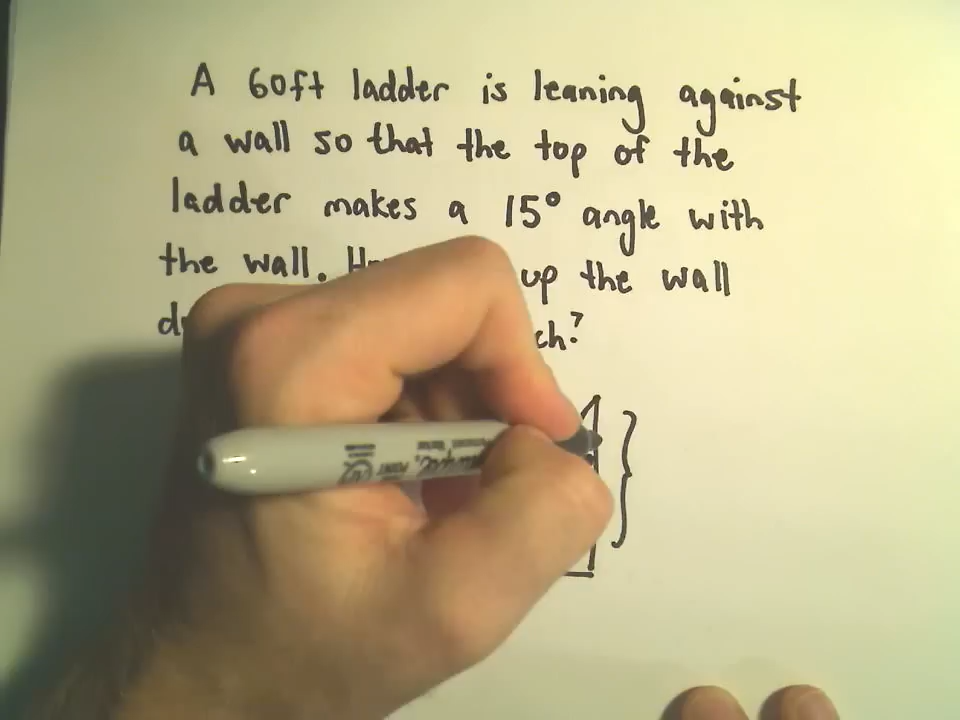 A 60ft ladder is leaning against
a wall so that the top of the
ladder makes a 15° angle with
the wall. up the wall